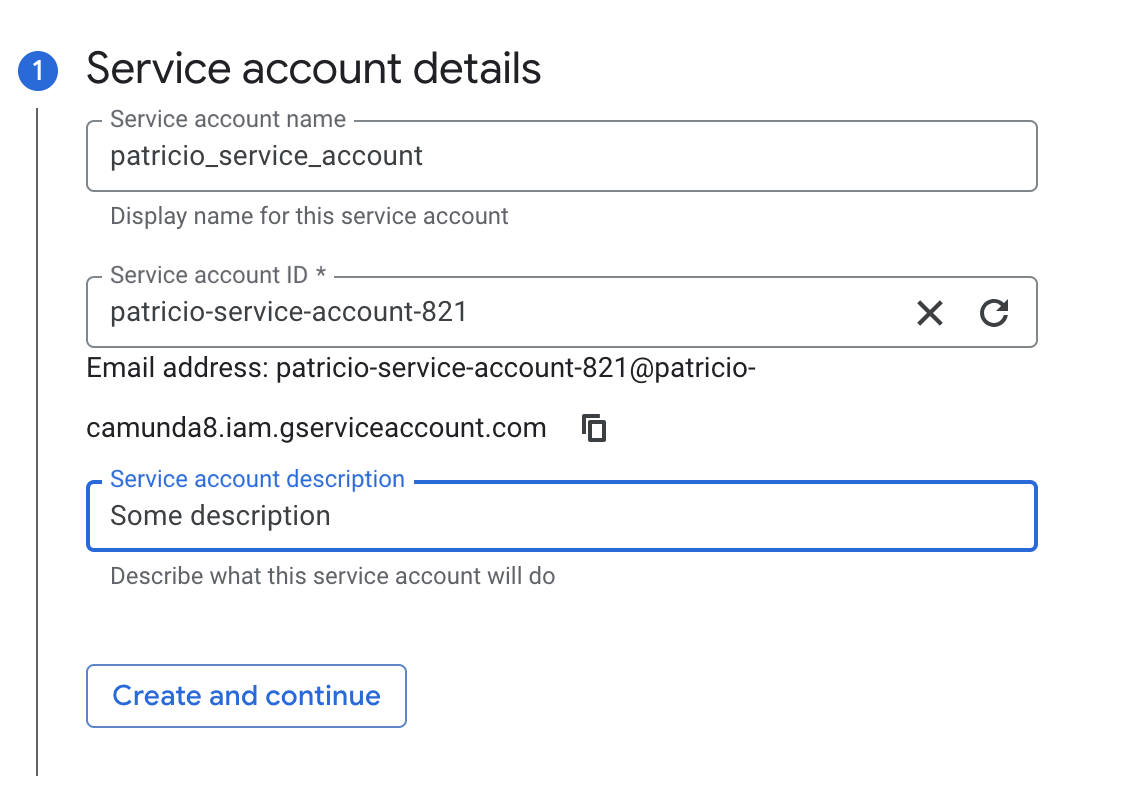 1
Service account details
Service account name
patricio_service_account
Display name for this service account
Service account ID *
patricio-service-account-821
Email address: patricio-service-account-821@patricio-
camunda8.iam.gserviceaccount.com
Service account description
Some description
Describe what this service account will do
Create and continue